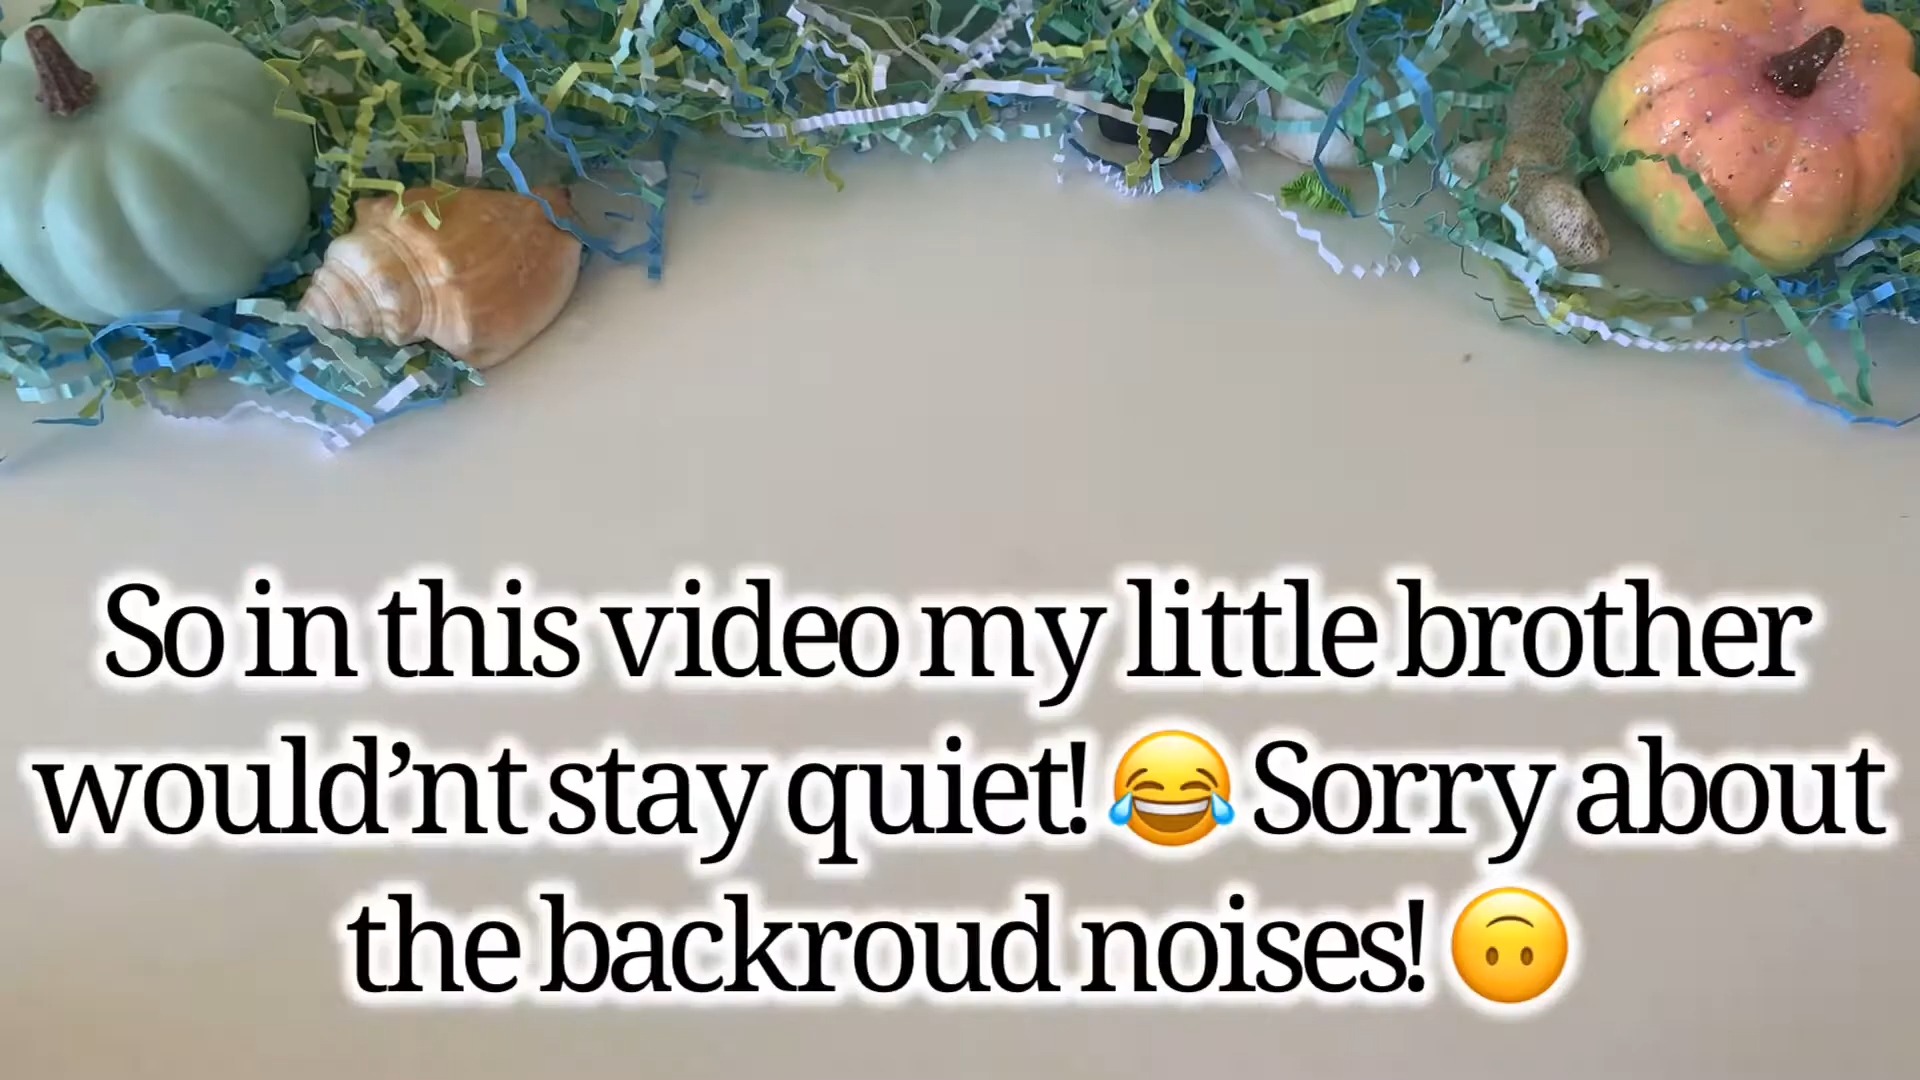 So in this video my little brother
would’nt stay quiet! 😂 Sorry about
the backroud noises! 🙃